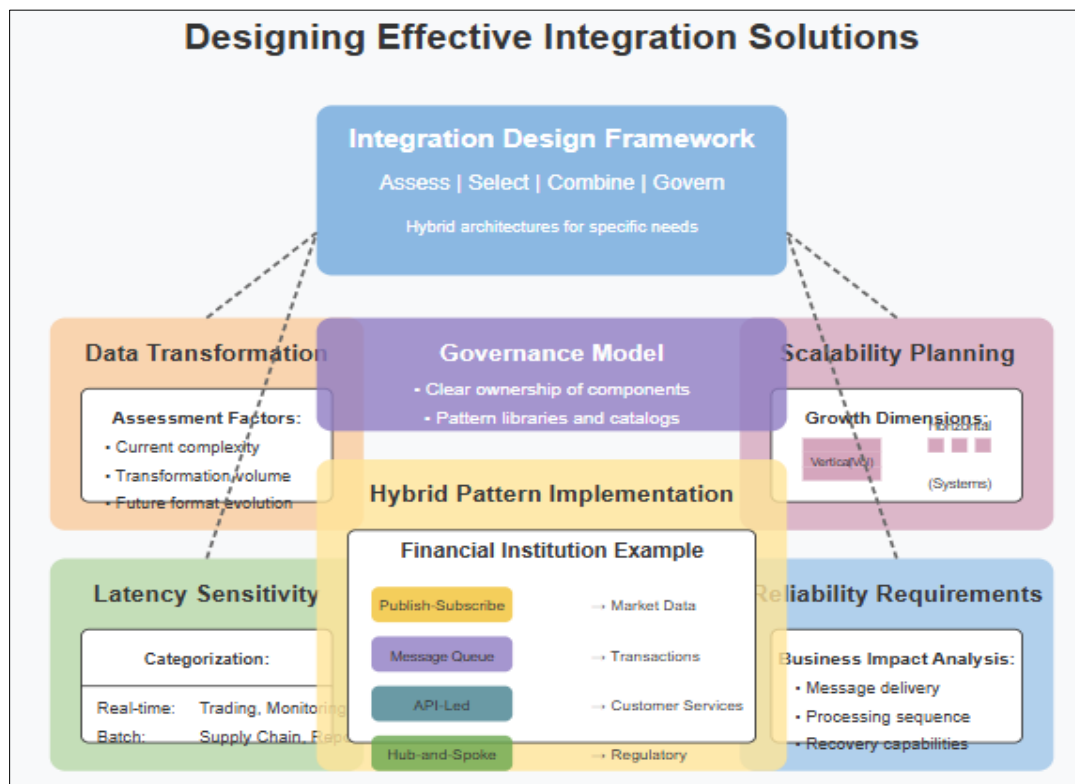 Designing Effective Integration Solutions
Integration Design Framework
Assess | Select | Combine | Govern
Hybrid architectures for specific needs
Data Transformation
Assessment Factors:
• Current complexity
• Transformation volume
• Future format evolution
Governance Model
• Clear ownership of components
• Pattern libraries and catalogs
Scalability Planning
Growth Dimensions:
Horizontal
Vertical(Vol)
(Systems)
Hybrid Pattern Implementation
Financial Institution Example
Publish-Subscribe → Market Data
Message Queue → Transactions
API-Led → Customer Services
Hub-and-Spoke → Regulatory
Latency Sensitivity
Categorization:
Real-time: Trading, Monitoring
Batch: Supply Chain,
Reliability Requirements
Business Impact Analysis:
• Message delivery
• Processing sequence
• Recovery capabilities